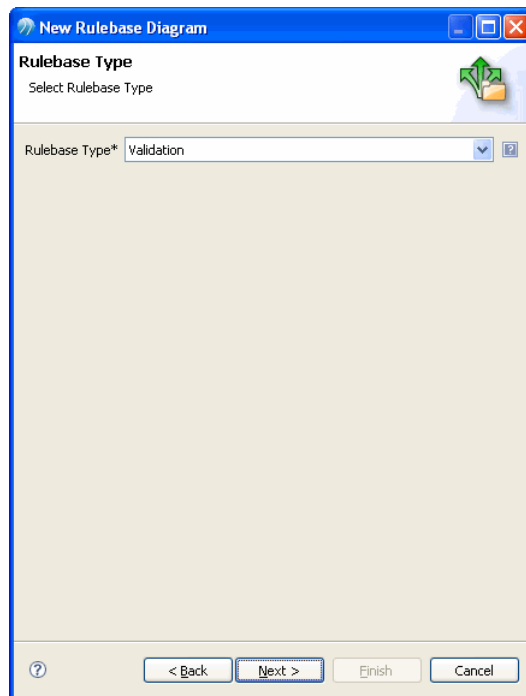 New Rulebase Diagram
Rulebase Type
Select Rulebase Type
Rulebase Type* Validation
?
? < Back Next > Finish Cancel